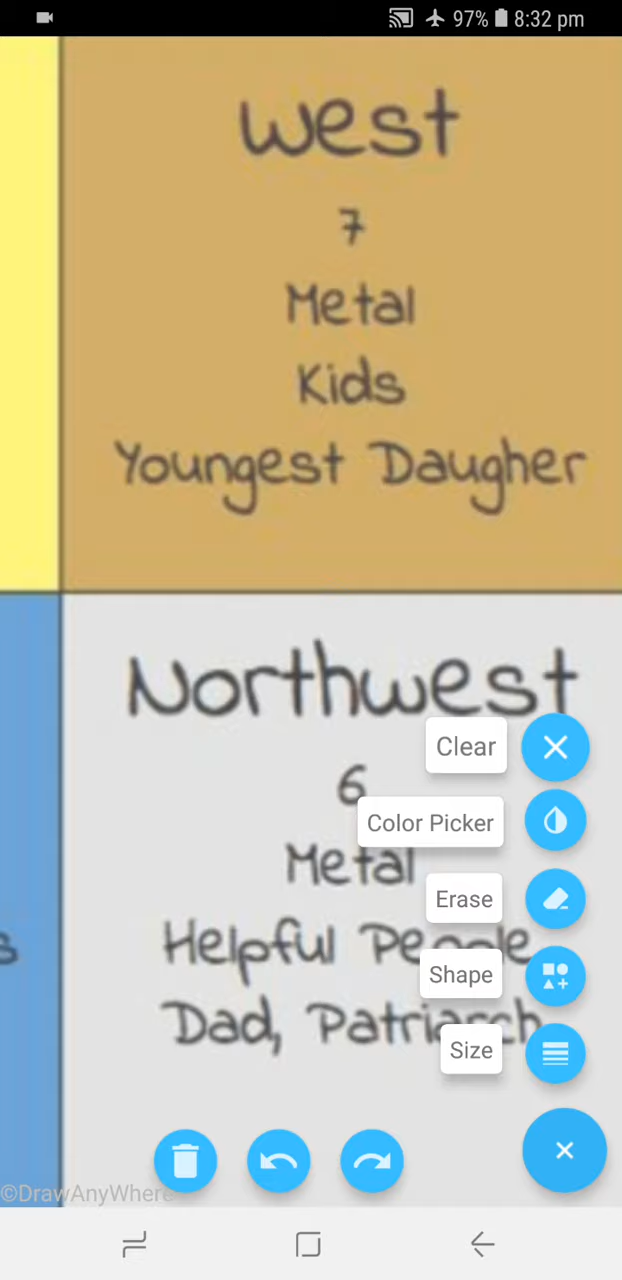 97% 8:32 pm
West
7
Metal
Kids
Youngest Daugher
Northwest
Clear
6
Color Picker
Metal
Erase
s
Helpful People
Shape
Dad, Patriarch
Size
©DrawAnyWhere